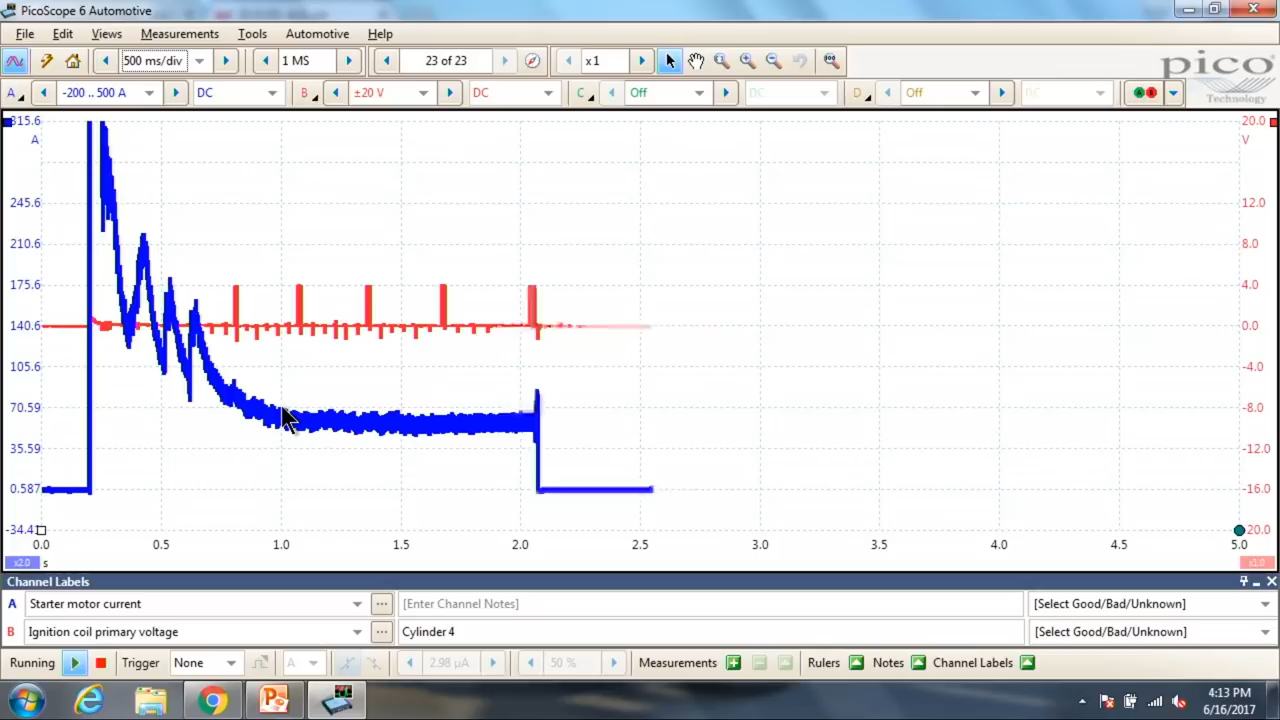 PicoScope 6 Automotive
File Edit Views Measurements Tools Automotive Help
500 ms/div 1 MS 23 of 23 x1
pico
Technology
A -200 .. 500 A DC B ±20 V DC C Off DC D Off DC A B
315.6 20.0
A V
245.6 12.0
210.6 8.0
175.6 4.0
140.6 0.0
105.6 -4.0
70.59 -8.0
35.59 -12.0
0.587 -16.0
-34.41 20.0
0.0 0.5 1.0 1.5 2.0 2.5 3.0 3.5 4.0 4.5 5.0
x2.0 s x1.0
Channel Labels
A Starter motor current ... [Enter Channel Notes] [Select Good/Bad/Unknown]
B Ignition coil primary voltage ... Cylinder 4 [Select Good/Bad/Unknown]
Running Trigger None A 2.98 µA 50 % Measurements Rulers Notes Channel Labels
4:13 PM
6/16/2017